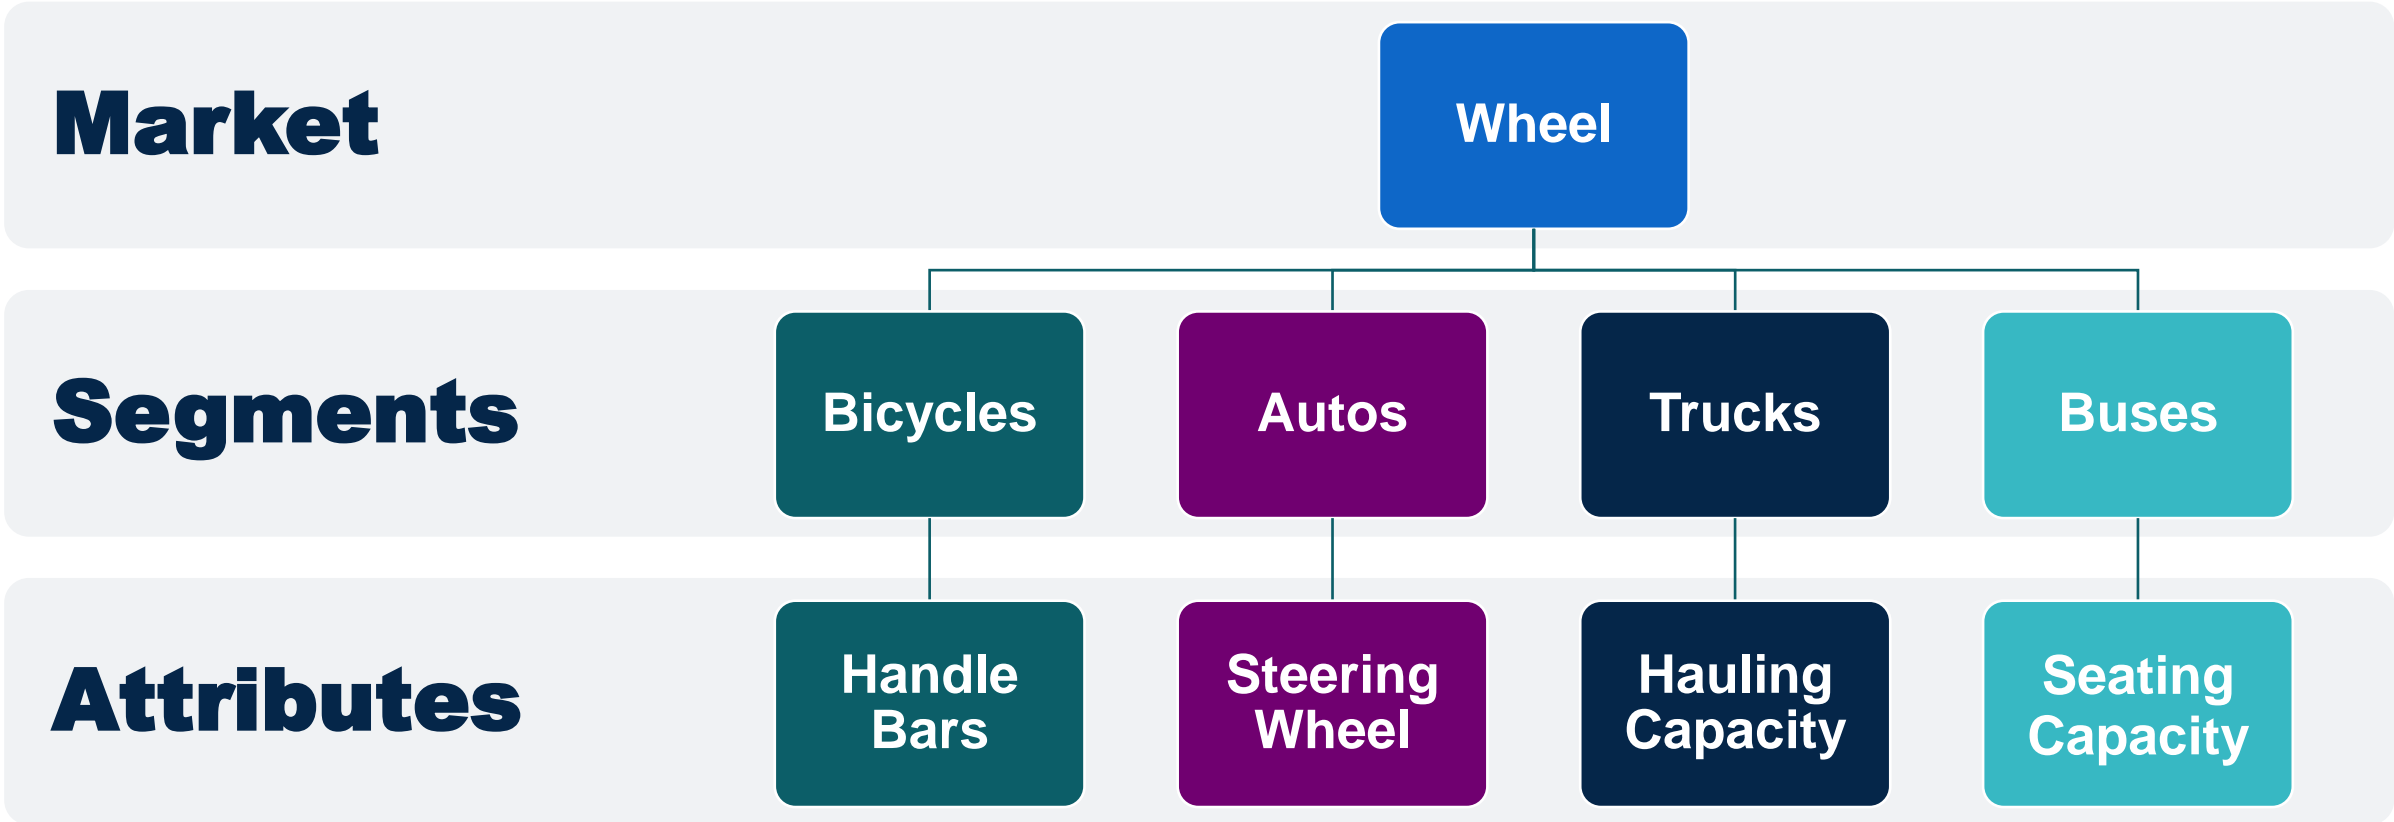 Market
Wheel
Segments
Bicycles
Autos
Trucks
Buses
Attributes
Handle
Bars
Steering
Wheel
Hauling
Capacity
Seating
Capacity